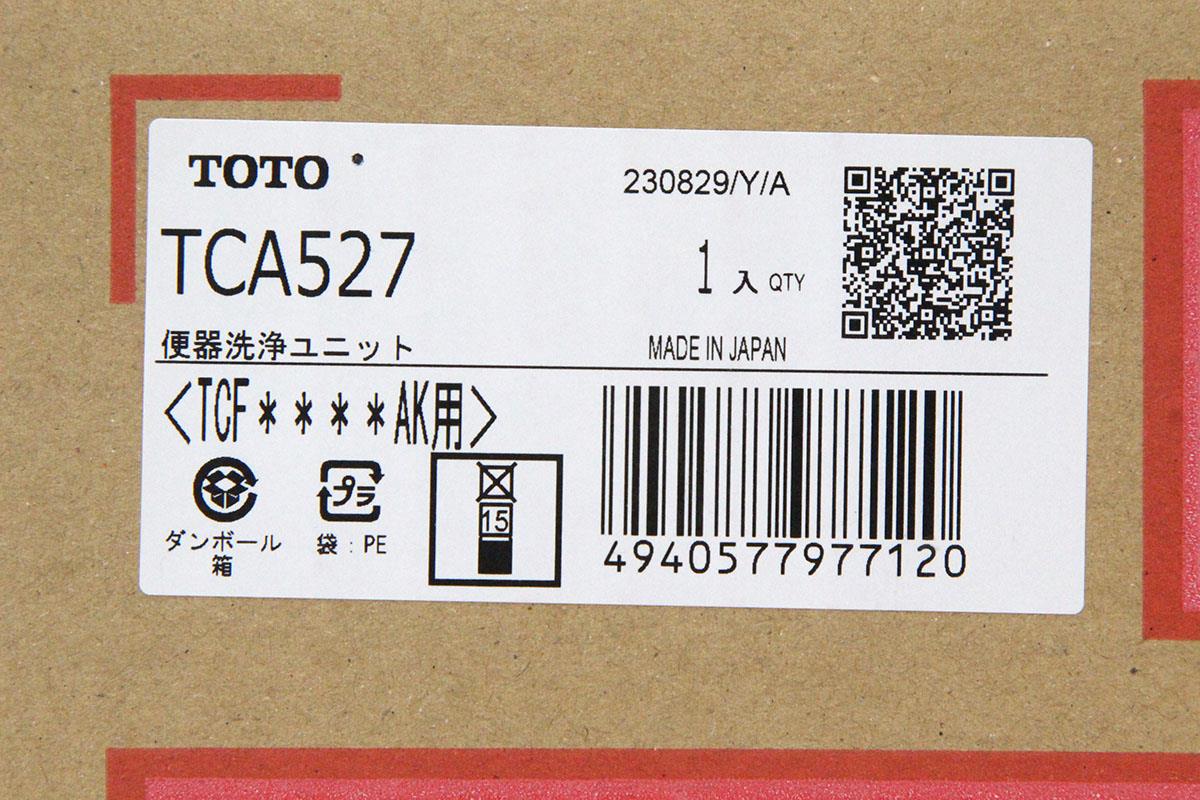 TOTO
230829/Y/A
TCA527
1入 QTY
便器洗浄ユニット
MADE IN JAPAN
<TCF****AK用>
プラ
15
ダンボール
箱
袋:PE
4940577977120